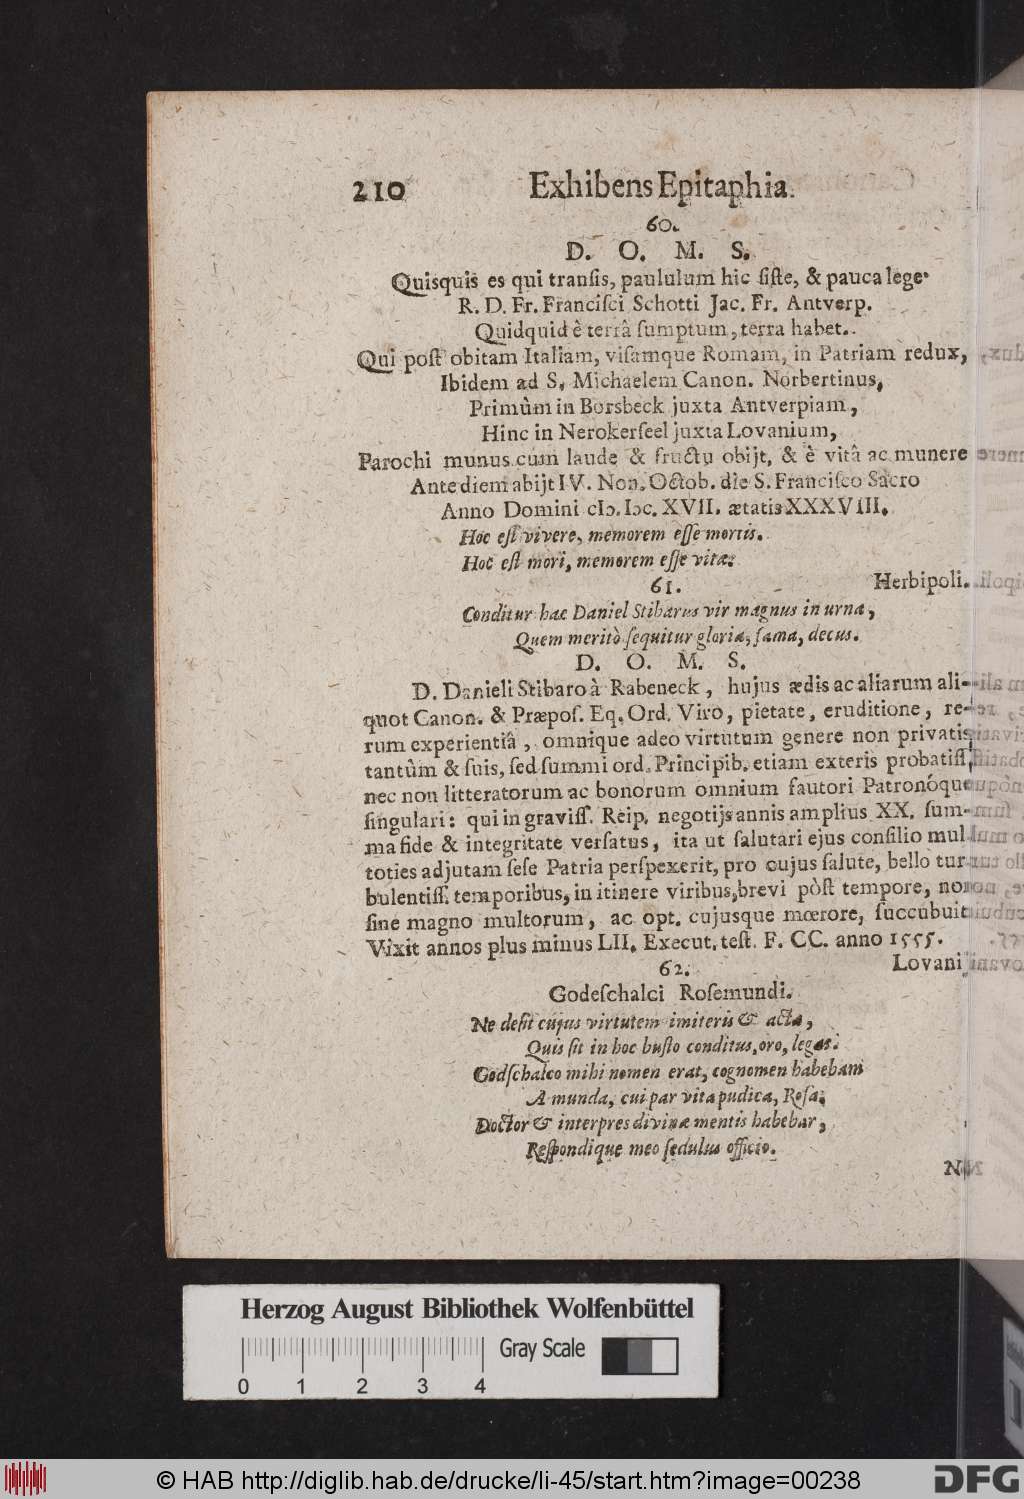 210 Exhibens Epitaphia.
60.
D. O. M. S.
Quisquis es qui tranſis, paululum hic ſiſte, & pauca lege.
R. D. Fr. Franciſci Schotti Jac. Fr. Antverp.
Quidquid è terrâ ſumptum, terra habet.
Qui poſt obitam Italiam, viſamque Romam, in Patriam redux,
Ibidem ad S. Michaelem Canon. Norbertinus,
Primùm in Borsbeck juxta Antverpiam,
Hinc in Nerokerſeel juxta Lovanium,
Parochi munus cum laude & fructu obijt, & è vitâ ac munere
Ante diem abijt IV. Non. Octob. die S. Franciſco Sacro
Anno Domini cIɔ. Iɔc. XVII. ætatis XXXVIII.
Hoc eſt vivere, memorem eſſe mortis.
Hoc eſt mori, memorem eſſe vitæ.
61. Herbipoli.
Conditur hac Daniel Stibarus vir magnus in urna,
Quem meritò ſequitur gloria, fama, decus.
D. O. M. S.
D. Danieli Stibaro à Rabeneck, hujus ædis ac aliarum ali-
quot Canon. & Præpoſ. Eq. Ord. Viro, pietate, eruditione, re-
rum experientiâ, omnique adeo virtutum genere non privatis
tantùm & ſuis, ſed ſummi ord. Principib. etiam exteris probatiſſ.
nec non litteratorum ac bonorum omnium fautori Patronóque
ſingulari: qui in graviſſ. Reip. negotijs annis amplius XX. ſum-
ma fide & integritate verſatus, ita ut ſalutari ejus conſilio mul
toties adjutam ſeſe Patria perſpexerit, pro cujus ſalute, bello tur
bulentiſſ. temporibus, in itinere viribus, brevi pòſt tempore, non
ſine magno multorum, ac opt. cujusque mœrore, ſuccubuit
Vixit annos plus minus LII. Execut. teſt. F. CC. anno 1555.
62. Lovani
Godeſchalci Roſemundi.
Ne deſit cujus virtutem imiteris & acta,
Quis ſit in hoc buſto conditus, oro, legas.
Godſchalco mihi nomen erat, cognomen habebam
A munda, cui par vita pudica, Roſa;
Doctor & interpres divinæ mentis habebar,
Reſpondique meo ſedulus officio.
NN
Herzog August Bibliothek Wolfenbüttel
Gray Scale
0 1 2 3 4
© HAB http://diglib.hab.de/drucke/li-45/start.htm?image=00238
DFG